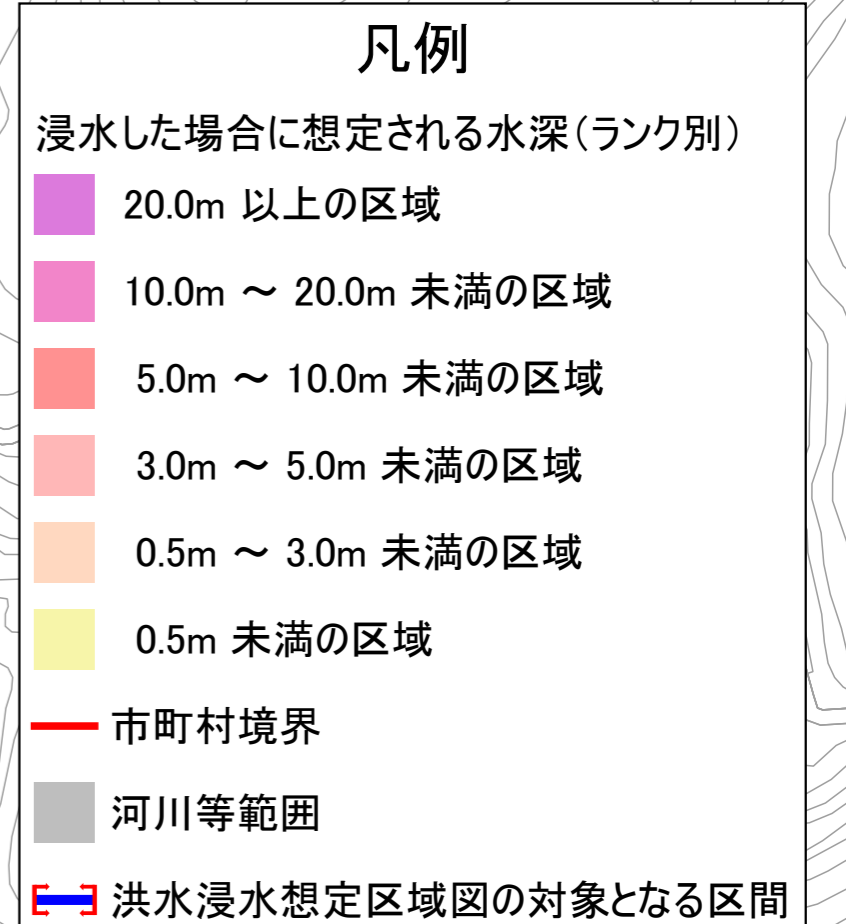 凡例
浸水した場合に想定される水深(ランク別)
20.0m 以上の区域
10.0m ～ 20.0m 未満の区域
5.0m ～ 10.0m 未満の区域
3.0m ～ 5.0m 未満の区域
0.5m ～ 3.0m 未満の区域
0.5m 未満の区域
市町村境界
河川等範囲
洪水浸水想定区域図の対象となる区間